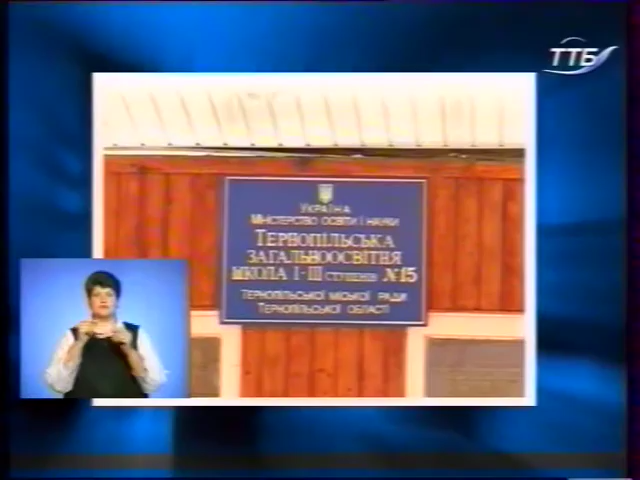 ТТБ
УКРАЇНА
МІНІСТЕРСТВО ОСВІТИ І НАУКИ
ТЕРНОПІЛЬСЬКА
ЗАГАЛЬНООСВІТНЯ
ШКОЛА І-ІІІ СТУПЕНІВ №15
ТЕРНОПІЛЬСЬКОЇ МІСЬКОЇ РАДИ
ТЕРНОПІЛЬСЬКОЇ ОБЛАСТІ